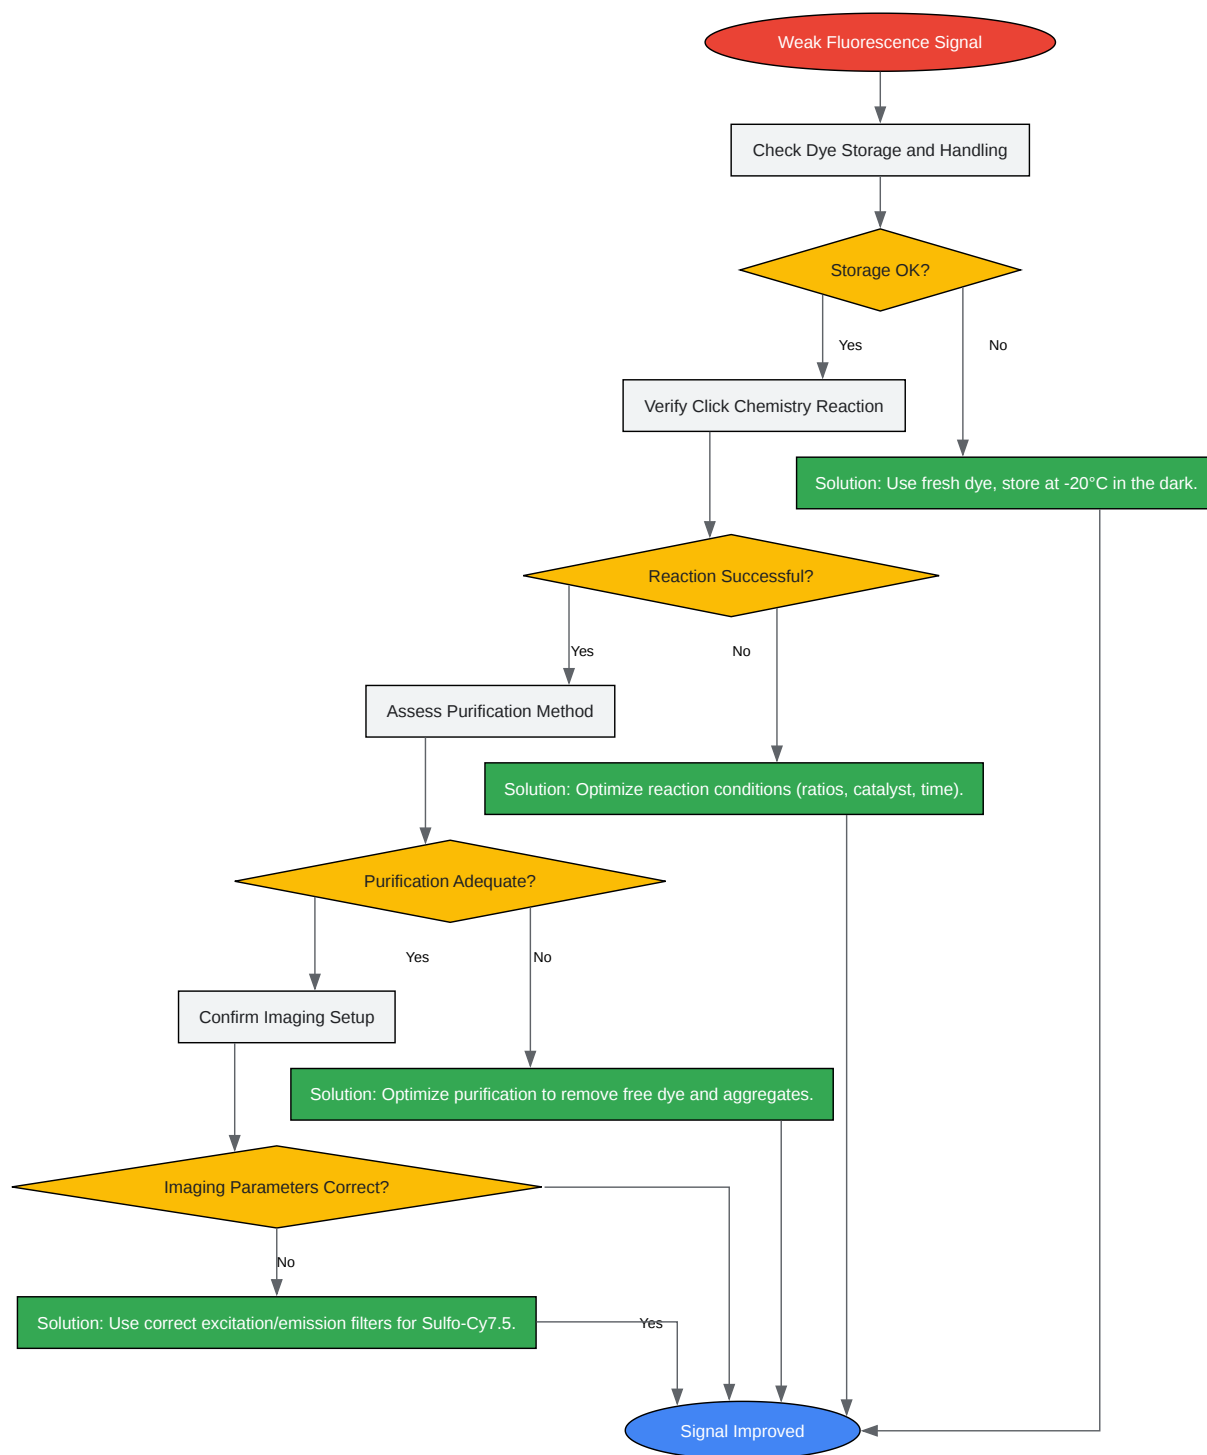 Weak Fluorescence Signal
Check Dye Storage and Handling
Storage OK?
Yes
No
Verify Click Chemistry Reaction
Solution: Use fresh dye, store at -20°C in the dark.
Reaction Successful?
Yes
No
Assess Purification Method
Solution: Optimize reaction conditions (ratios, catalyst, time).
Purification Adequate?
Yes
No
Confirm Imaging Setup
Solution: Optimize purification to remove free dye and aggregates.
Imaging Parameters Correct?
No
Solution: Use correct excitation/emission filters for Sulfo-Cy7.5.
Yes
Signal Improved